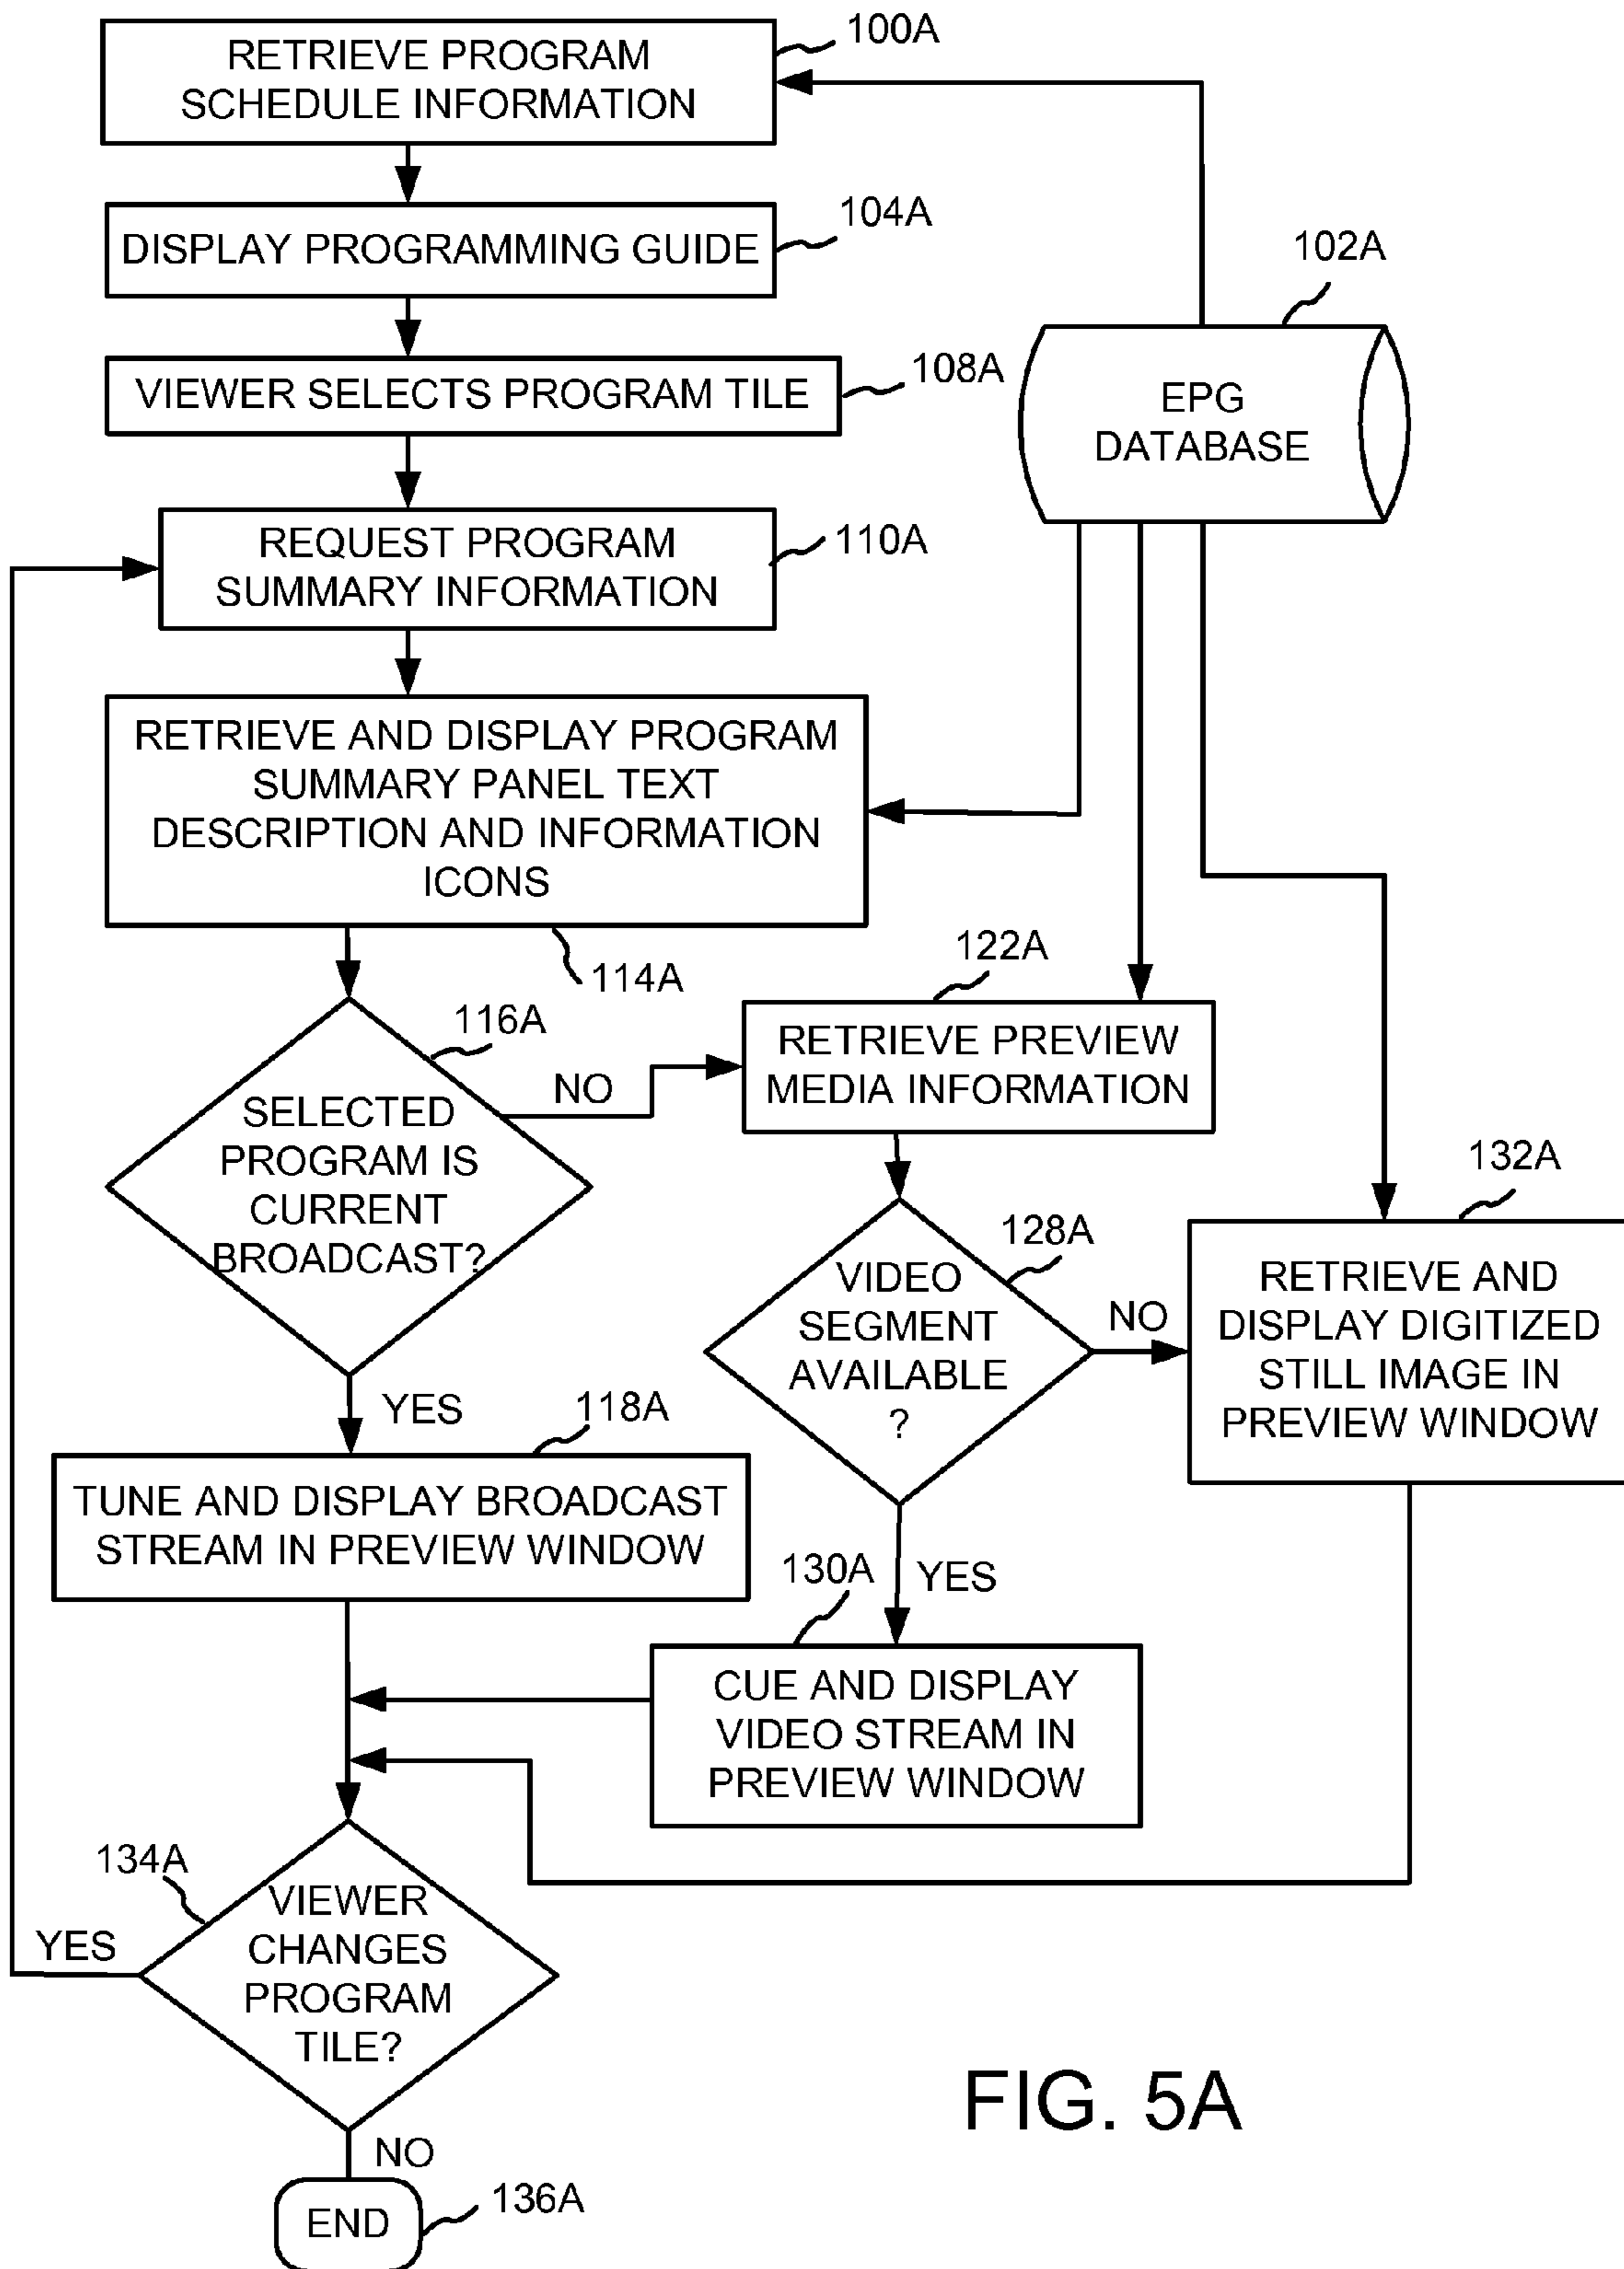 100A
RETRIEVE PROGRAM
SCHEDULE INFORMATION
104A
DISPLAY PROGRAMMING GUIDE
102A
EPG
DATABASE
108A
VIEWER SELECTS PROGRAM TILE
REQUEST PROGRAM
SUMMARY INFORMATION
110A
RETRIEVE AND DISPLAY PROGRAM
SUMMARY PANEL TEXT
DESCRIPTION AND INFORMATION
ICONS
114A
116A
SELECTED
PROGRAM IS
CURRENT
BROADCAST?
NO
122A
RETRIEVE PREVIEW
MEDIA INFORMATION
128A
VIDEO
SEGMENT
AVAILABLE
?
NO
132A
RETRIEVE AND
DISPLAY DIGITIZED
STILL IMAGE IN
PREVIEW WINDOW
YES
118A
TUNE AND DISPLAY BROADCAST
STREAM IN PREVIEW WINDOW
YES
130A
CUE AND DISPLAY
VIDEO STREAM IN
PREVIEW WINDOW
134A
VIEWER
CHANGES
PROGRAM
TILE?
YES
NO
END
136A
FIG. 5A